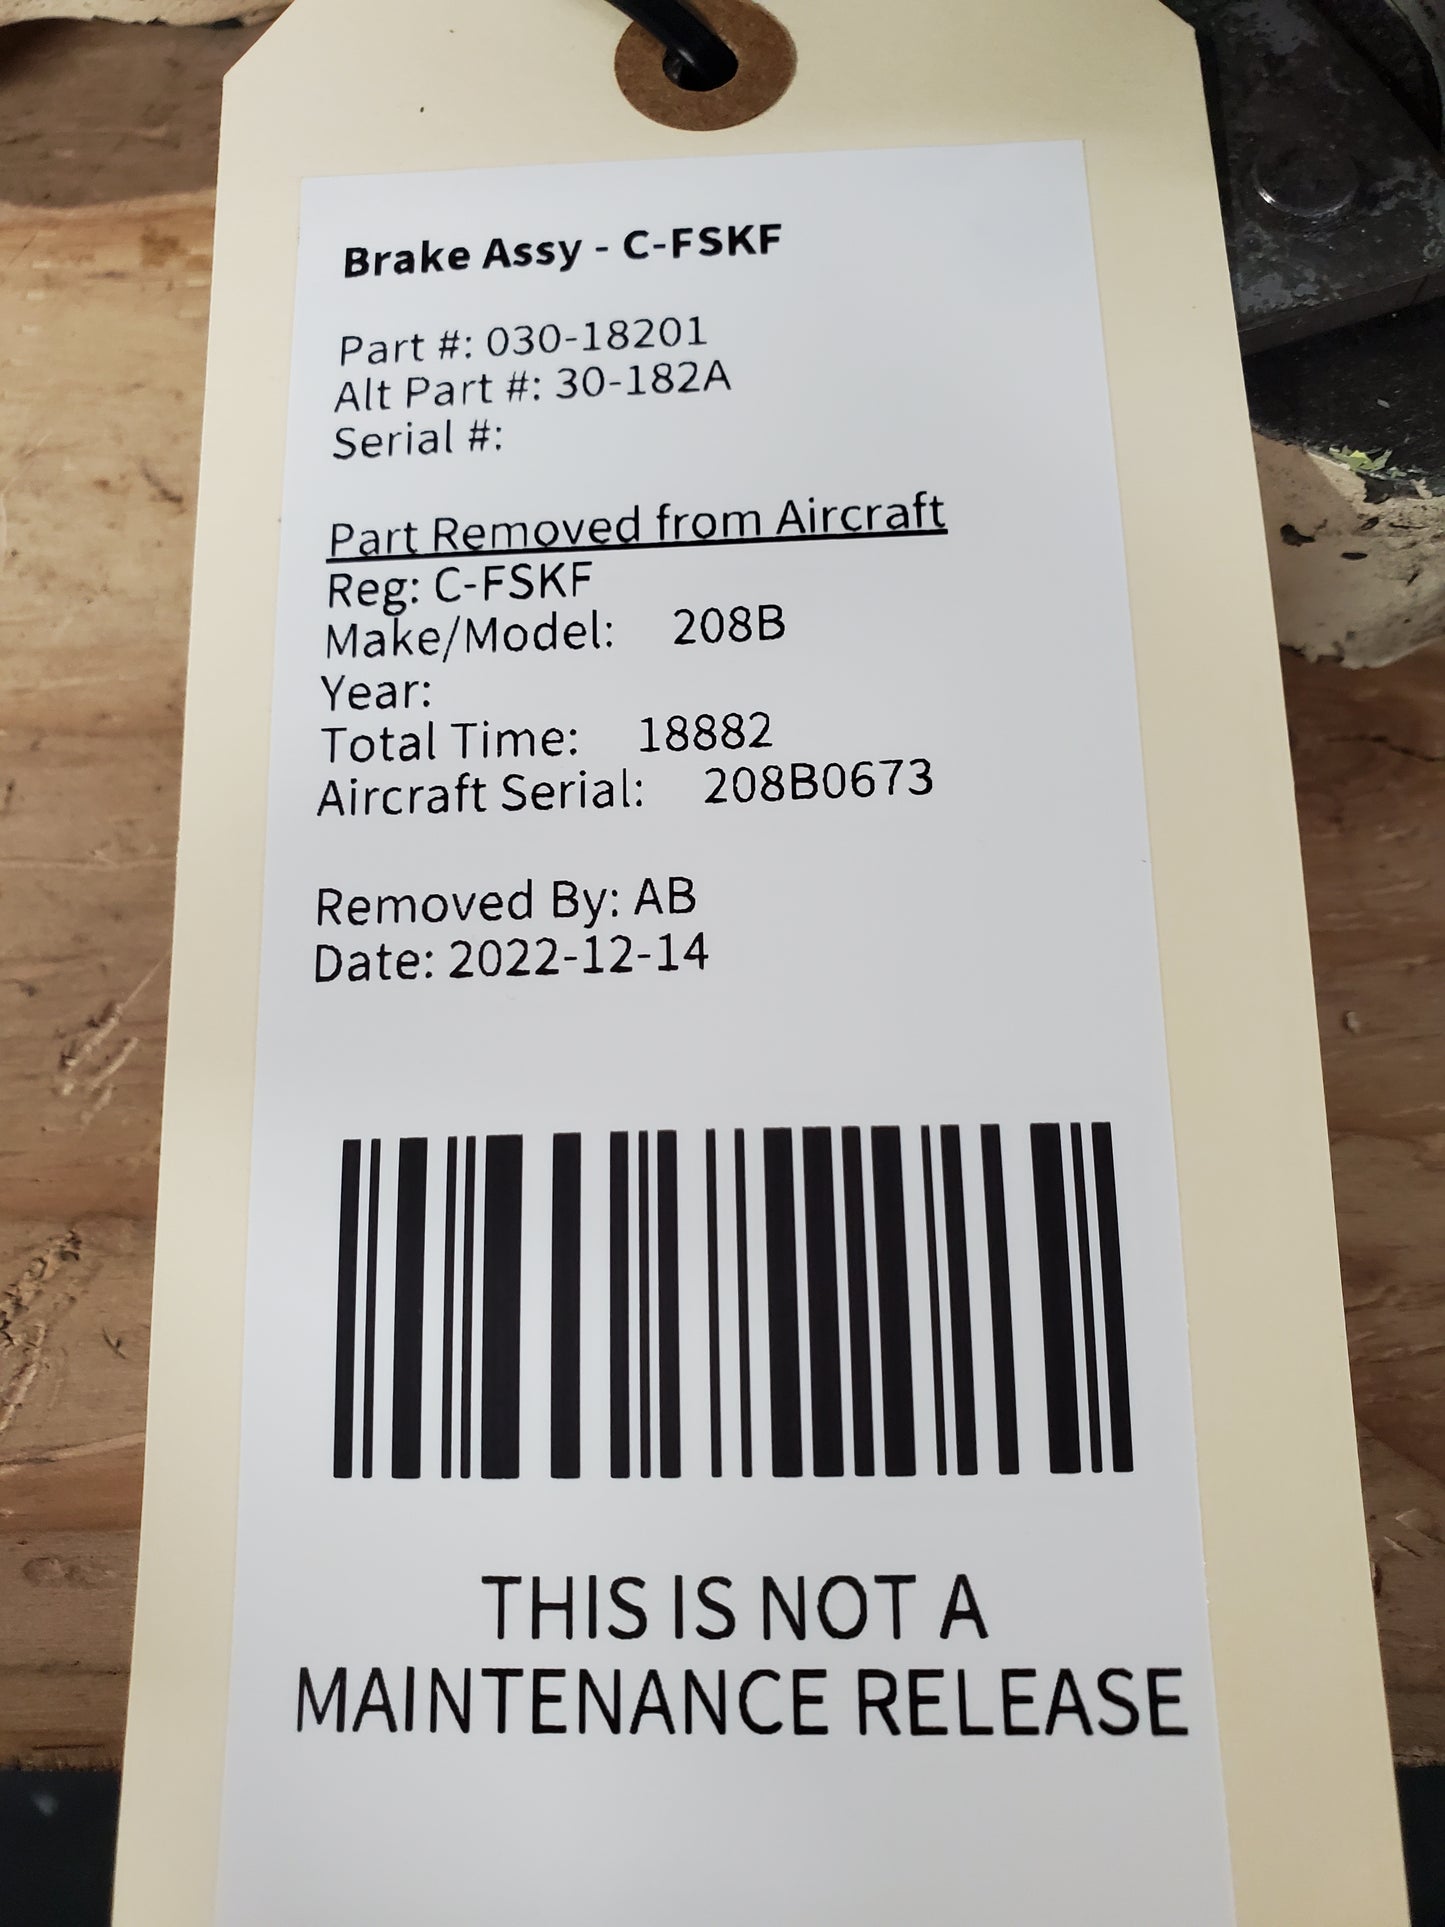 Brake Assy - C-FSKF
Part #: 030-18201
Alt Part #: 30-182A
Serial #:
Part Removed from Aircraft
Reg: C-FSKF
Make/Model: 208B
Year:
Total Time: 18882
Aircraft Serial: 208B0673
Removed By: AB
Date: 2022-12-14
THIS IS NOT A
MAINTENANCE RELEASE